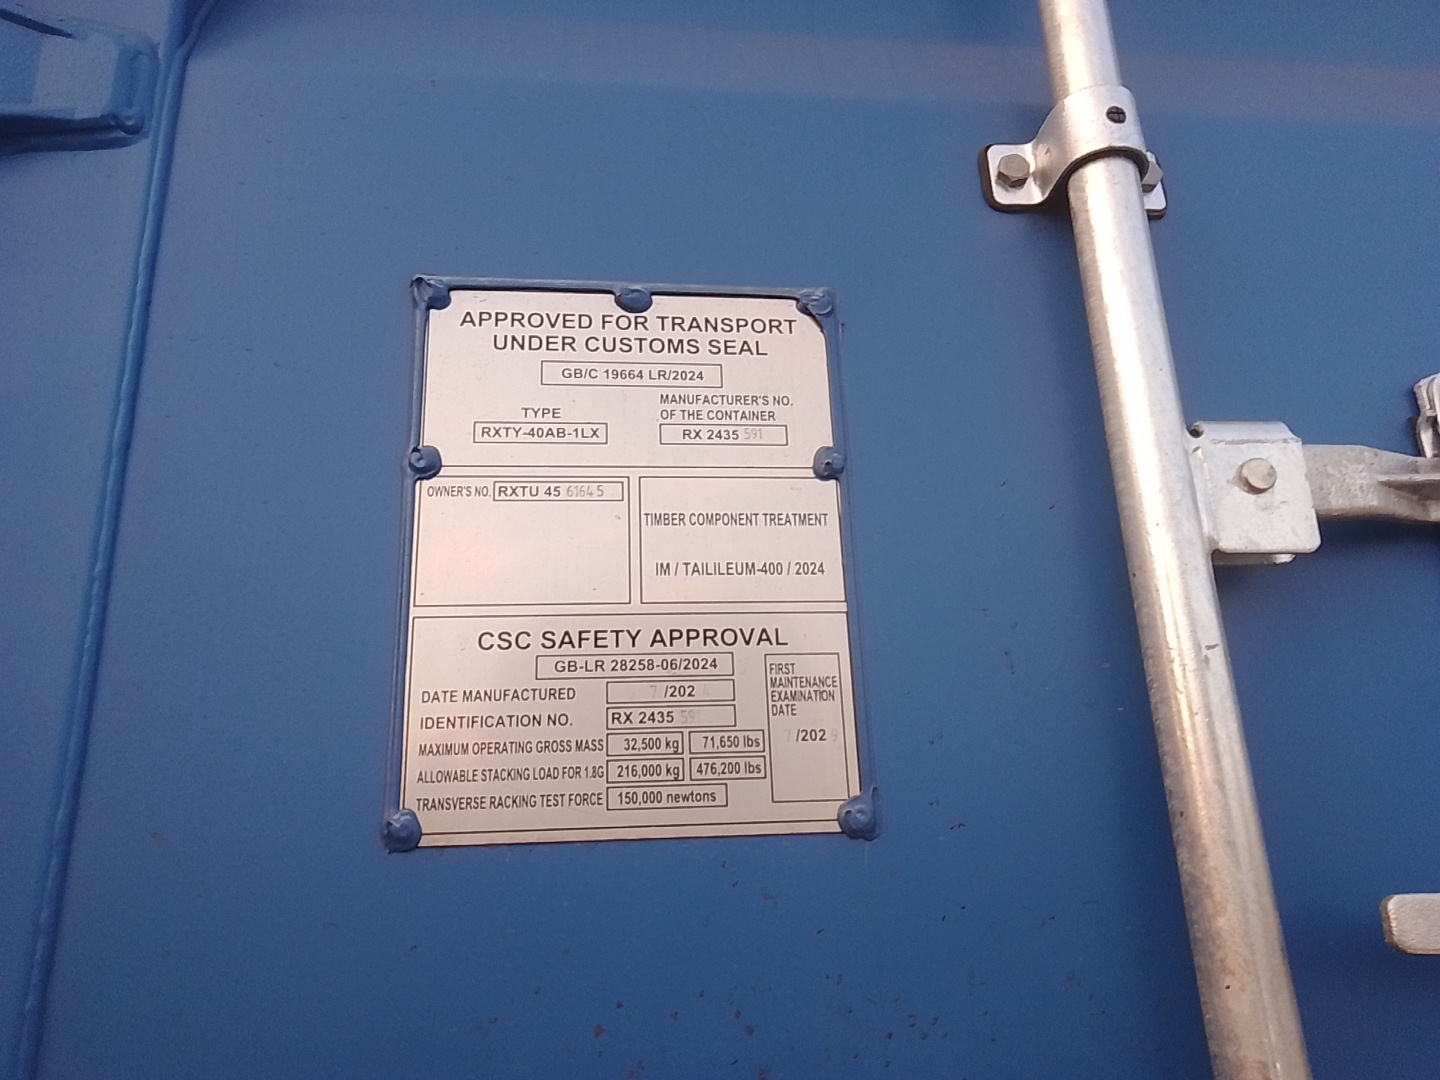 APPROVED FOR TRANSPORT
UNDER CUSTOMS SEAL
GB/C 19664 LR/2024
TYPE
RXTY-40AB-1LX
MANUFACTURER'S NO.
OF THE CONTAINER
RX 2435 591
OWNER'S NO. RXTU 45 6164 5
TIMBER COMPONENT TREATMENT
IM / TAILILEUM-400 / 2024
CSC SAFETY APPROVAL
GB-LR 28258-06/2024
DATE MANUFACTURED 7 /202 4
IDENTIFICATION NO. RX 2435
MAXIMUM OPERATING GROSS MASS 32,500 kg 71,650 lbs
ALLOWABLE STACKING LOAD FOR 1.8G 216,000 kg 476,200 lbs
TRANSVERSE RACKING TEST FORCE 150,000 newtons
FIRST
MAINTENANCE
EXAMINATION
DATE
7 /202 9